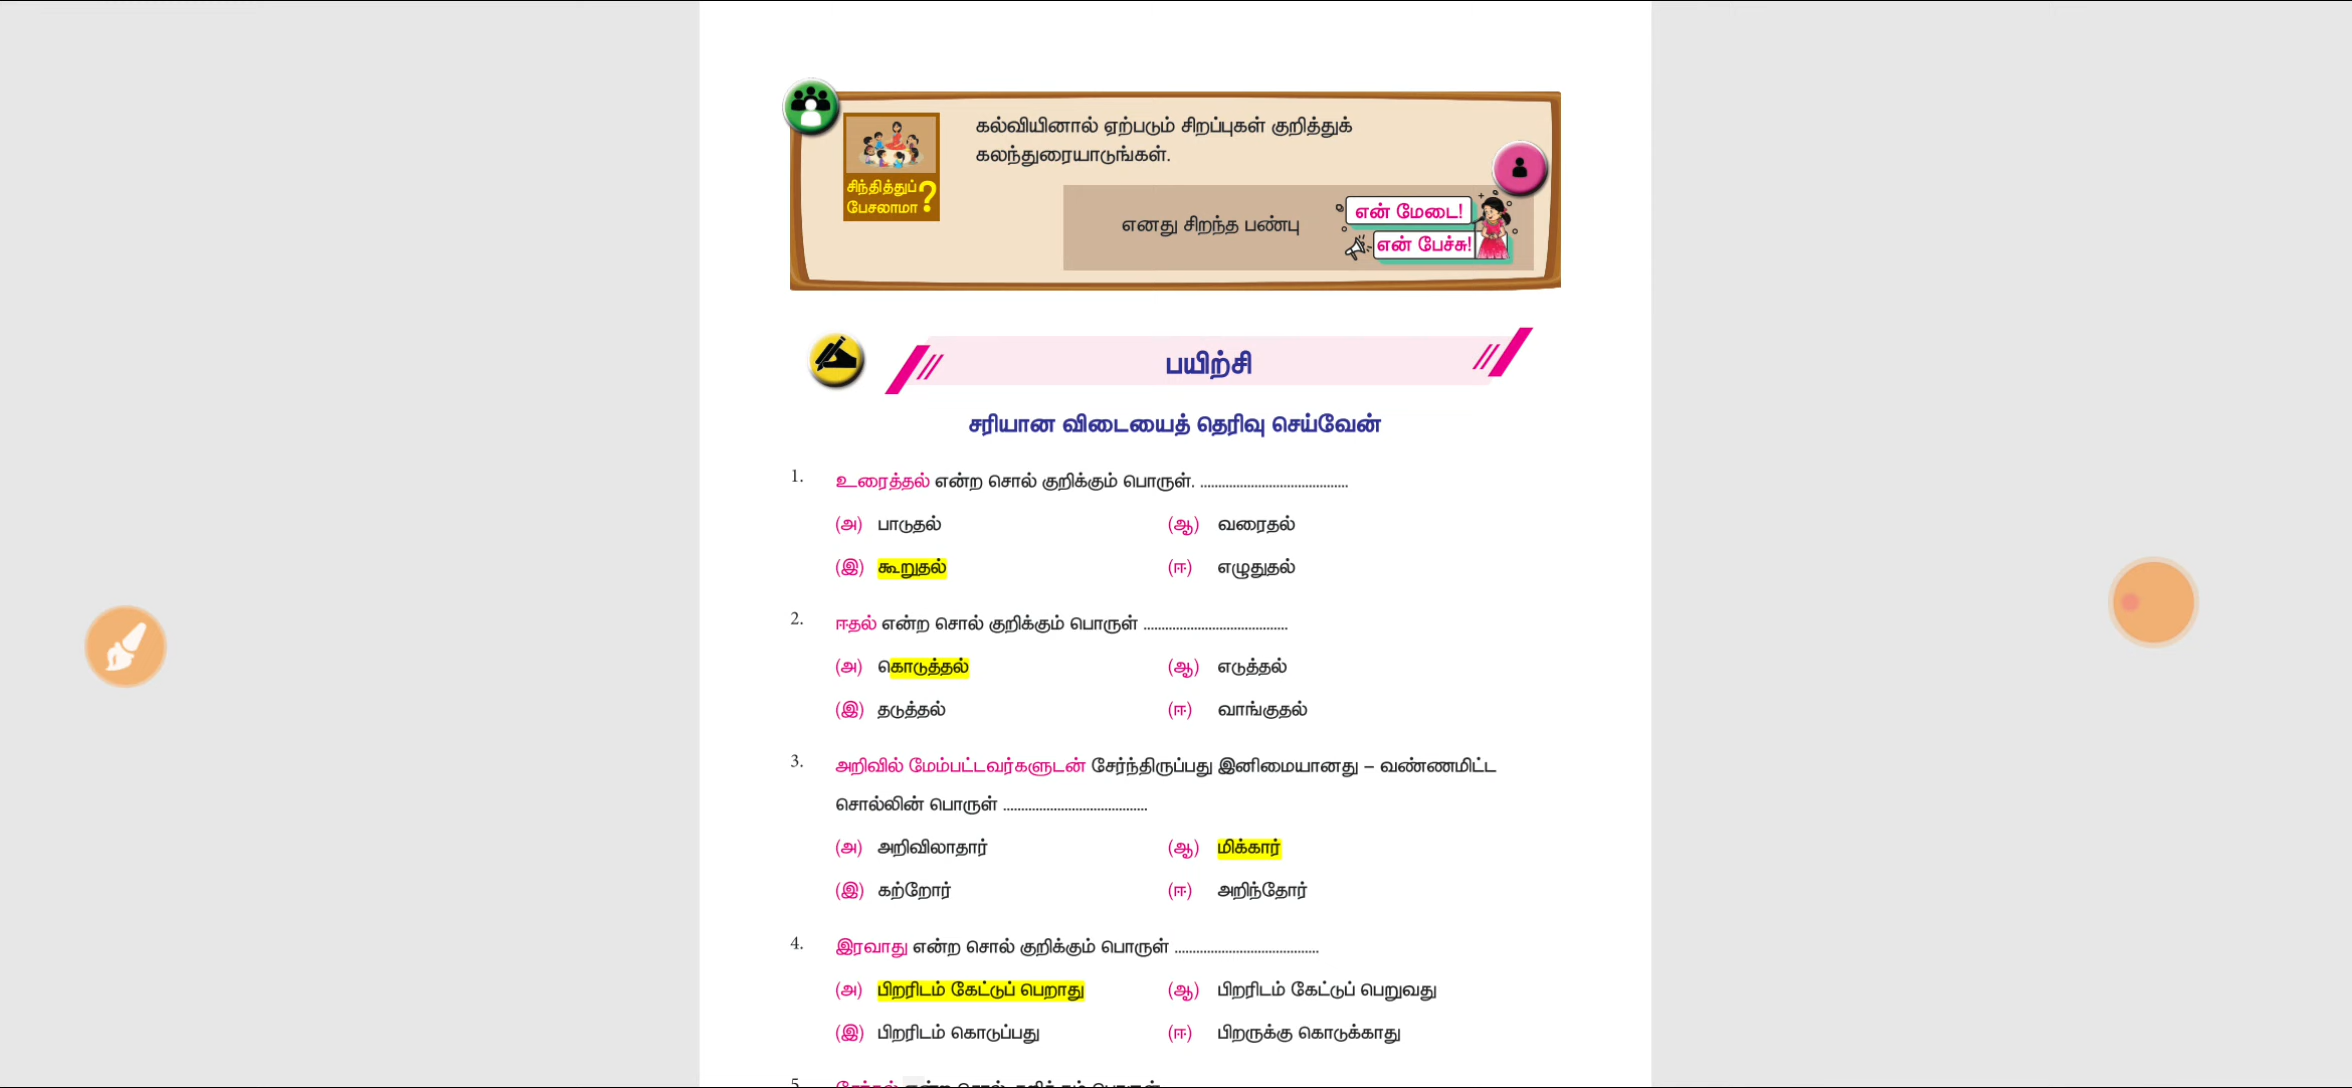 கல்வியினால் ஏற்படும் சிறப்புகள் குறித்துக்
கலந்துரையாடுங்கள்.
சிந்தித்துப்
பேசலாமா ?
எனது சிறந்த பண்பு
என் மேடை!
என் பேச்சு!
பயிற்சி
சரியான விடையைத் தெரிவு செய்வேன்
1. உரைத்தல் என்ற சொல் குறிக்கும் பொருள். .........................................
(அ) பாடுதல் (ஆ) வரைதல்
(இ) கூறுதல் (ஈ) எழுதுதல்
2. ஈதல் என்ற சொல் குறிக்கும் பொருள் ........................................
(அ) கொடுத்தல் (ஆ) எடுத்தல்
(இ) தடுத்தல் (ஈ) வாங்குதல்
3. அறிவில் மேம்பட்டவர்களுடன் சேர்ந்திருப்பது இனிமையானது – வண்ணமிட்ட
சொல்லின் பொருள் ........................................
(அ) அறிவிலாதார் (ஆ) மிக்கார்
(இ) கற்றோர் (ஈ) அறிந்தோர்
4. இரவாது என்ற சொல் குறிக்கும் பொருள் ........................................
(அ) பிறரிடம் கேட்டுப் பெறாது (ஆ) பிறரிடம் கேட்டுப் பெறுவது
(இ) பிறரிடம் கொடுப்பது (ஈ) பிறருக்கு கொடுக்காது
5. சேர்தல் என்ற சொல் குறிக்கும் பொருள்